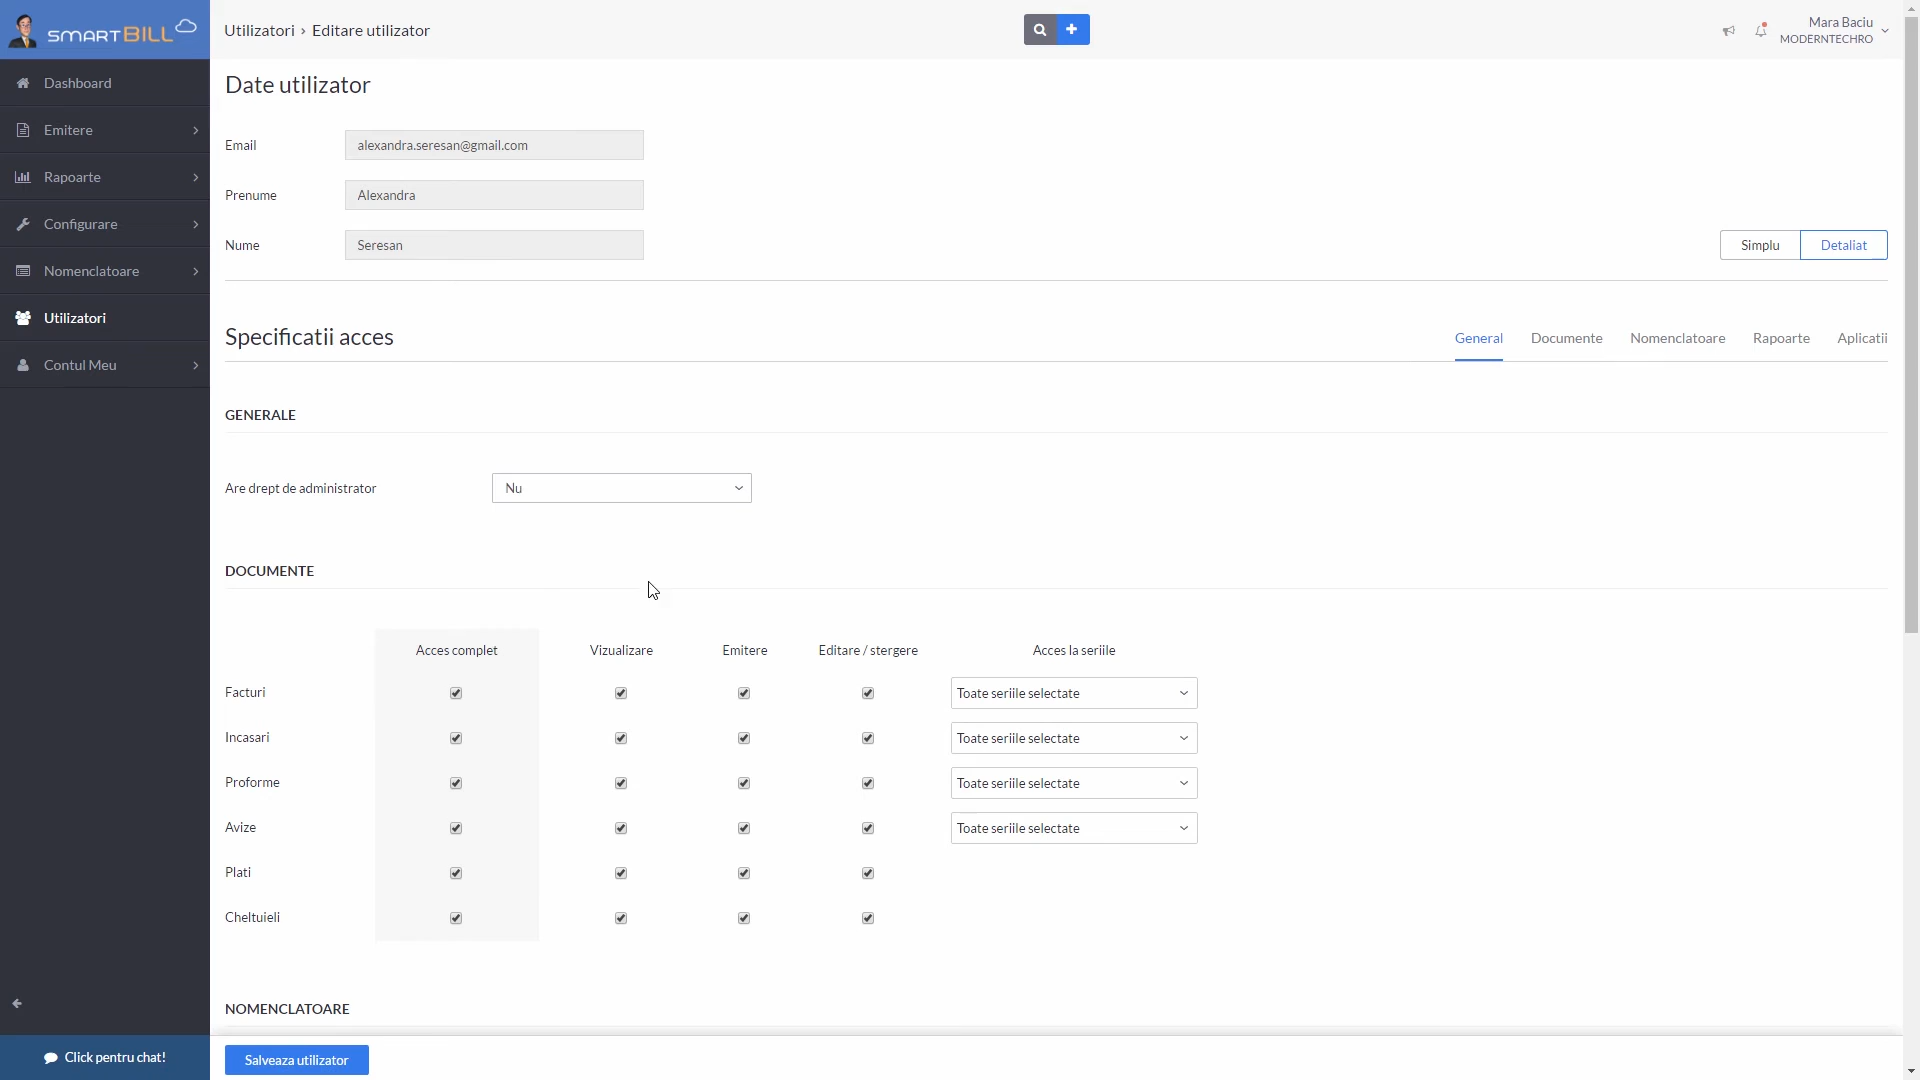 SMARTBILL
Utilizatori › Editare utilizator
Mara Baciu
MODERNTECHRO
Dashboard
Emitere
Rapoarte
Configurare
Nomenclatoare
Utilizatori
Contul Meu
Click pentru chat!
Date utilizator
Email
alexandra.seresan@gmail.com
Prenume
Alexandra
Nume
Seresan
Simplu
Detaliat
Specificatii acces
General
Documente
Nomenclatoare
Rapoarte
Aplicatii
GENERALE
Are drept de administrator
Nu
DOCUMENTE
Acces complet
Vizualizare
Emitere
Editare / stergere
Acces la seriile
Facturi
Toate seriile selectate
Incasari
Toate seriile selectate
Proforme
Toate seriile selectate
Avize
Toate seriile selectate
Plati
Cheltuieli
NOMENCLATOARE
Salveaza utilizator